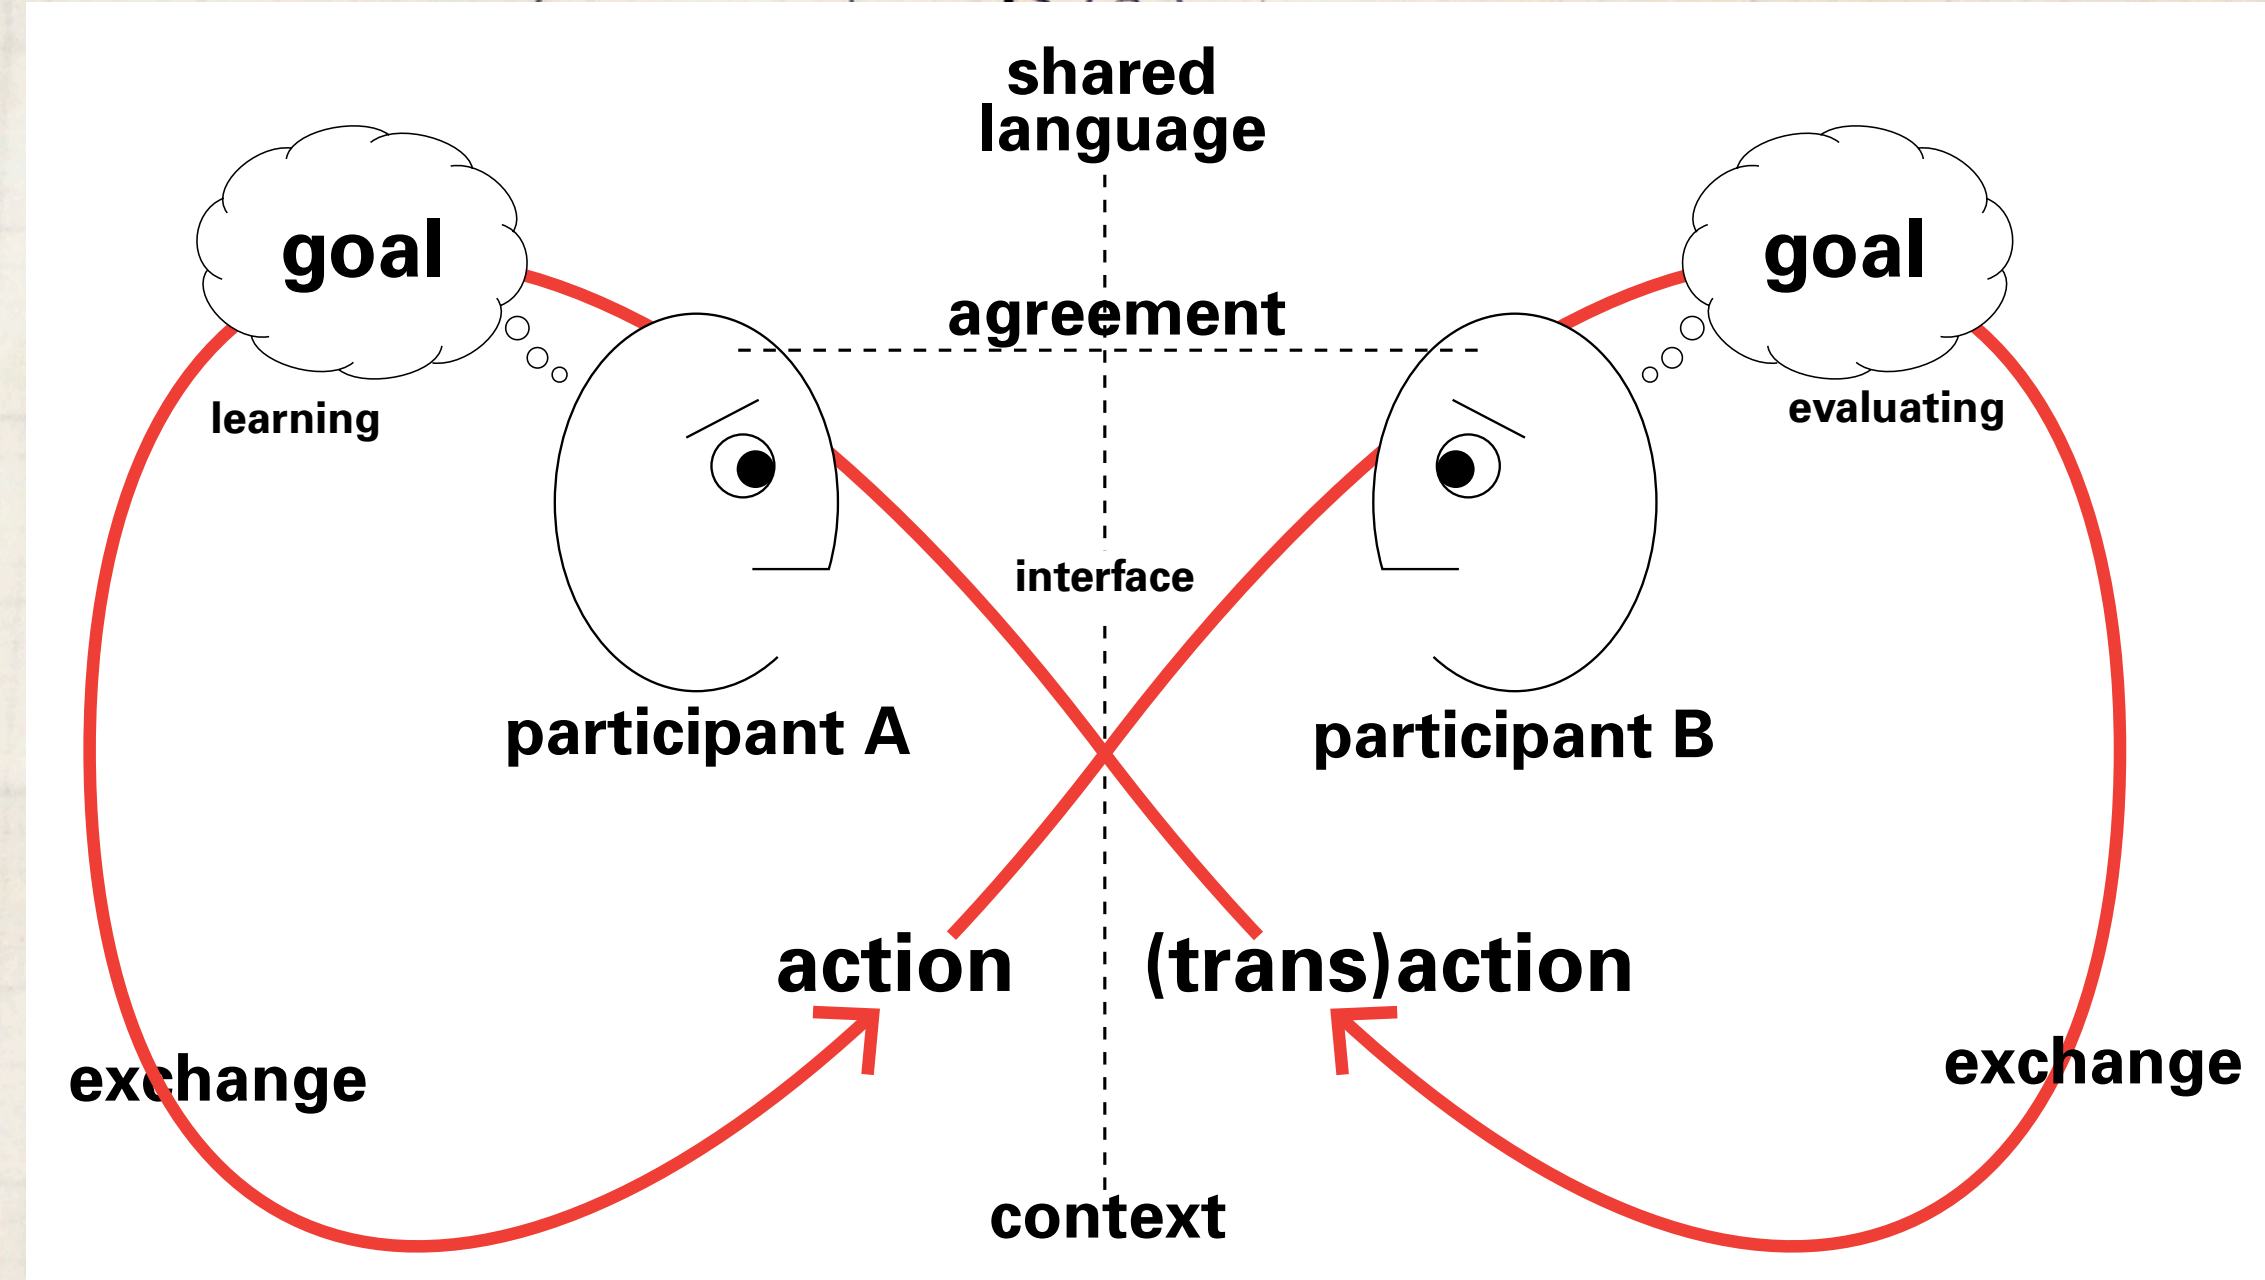 shared
language
goal
goal
agreement
learning
evaluating
interface
participant A
participant B
action
(trans)action
exchange
exchange
context